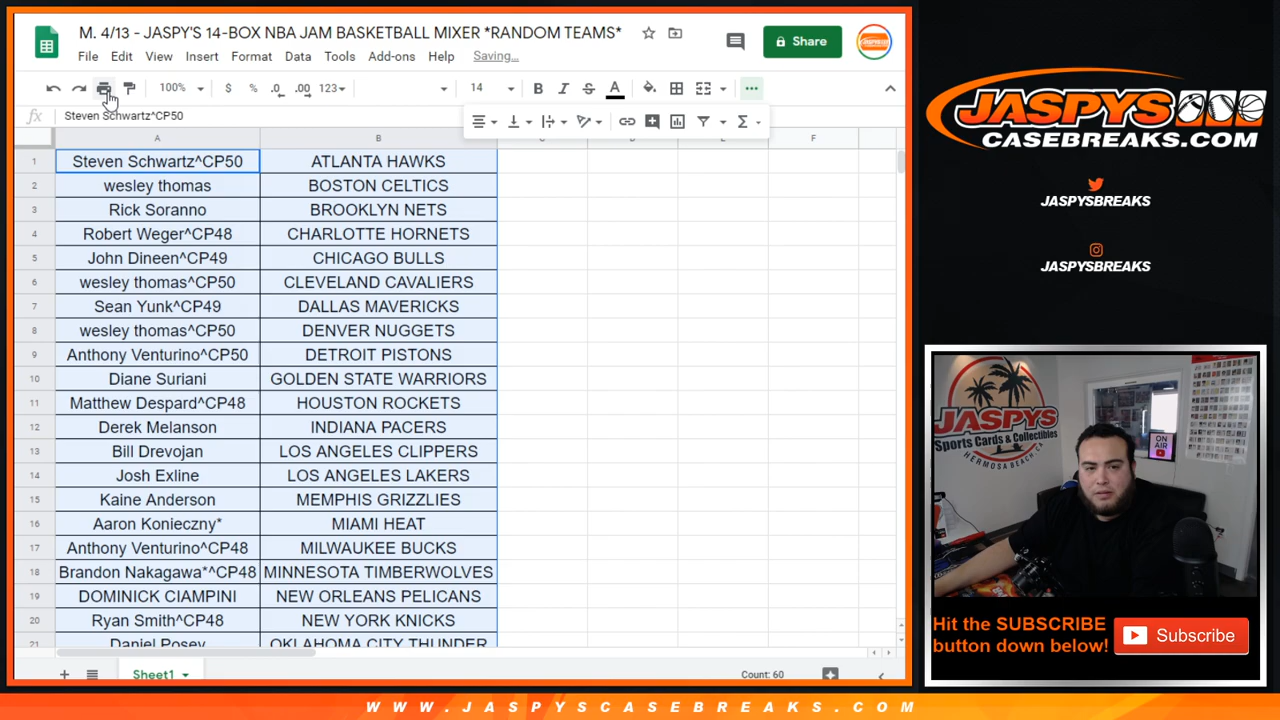 M. 4/13 - JASPY'S 14-BOX NBA JAM BASKETBALL MIXER *RANDOM TEAMS*
Share
File Edit View Insert Format Data Tools Add-ons Help Saving...
100% $ % .0 .00 123 14 B I S A
fx Steven Schwartz^CP50
A B C D E F
1 Steven Schwartz^CP50 ATLANTA HAWKS
2 wesley thomas BOSTON CELTICS
3 Rick Soranno BROOKLYN NETS
4 Robert Weger^CP48 CHARLOTTE HORNETS
5 John Dineen^CP49 CHICAGO BULLS
6 wesley thomas^CP50 CLEVELAND CAVALIERS
7 Sean Yunk^CP49 DALLAS MAVERICKS
8 wesley thomas^CP50 DENVER NUGGETS
9 Anthony Venturino^CP50 DETROIT PISTONS
10 Diane Suriani GOLDEN STATE WARRIORS
11 Matthew Despard^CP48 HOUSTON ROCKETS
12 Derek Melanson INDIANA PACERS
13 Bill Drevojan LOS ANGELES CLIPPERS
14 Josh Exline LOS ANGELES LAKERS
15 Kaine Anderson MEMPHIS GRIZZLIES
16 Aaron Konieczny* MIAMI HEAT
17 Anthony Venturino^CP48 MILWAUKEE BUCKS
18 Brandon Nakagawa*^CP48 MINNESOTA TIMBERWOLVES
19 DOMINICK CIAMPINI NEW ORLEANS PELICANS
20 Ryan Smith^CP48 NEW YORK KNICKS
21 Daniel Posey OKLAHOMA CITY THUNDER
Sheet1 Count: 60
JASPYS
CASEBREAKS.COM
JASPYSBREAKS
JASPYSBREAKS
JASPYS
Sports Cards & Collectibles
HERMOSA BEACH, CA
ON
AIR
Hit the SUBSCRIBE
button down below!
Subscribe
WWW.JASPYSCASEBREAKS.COM